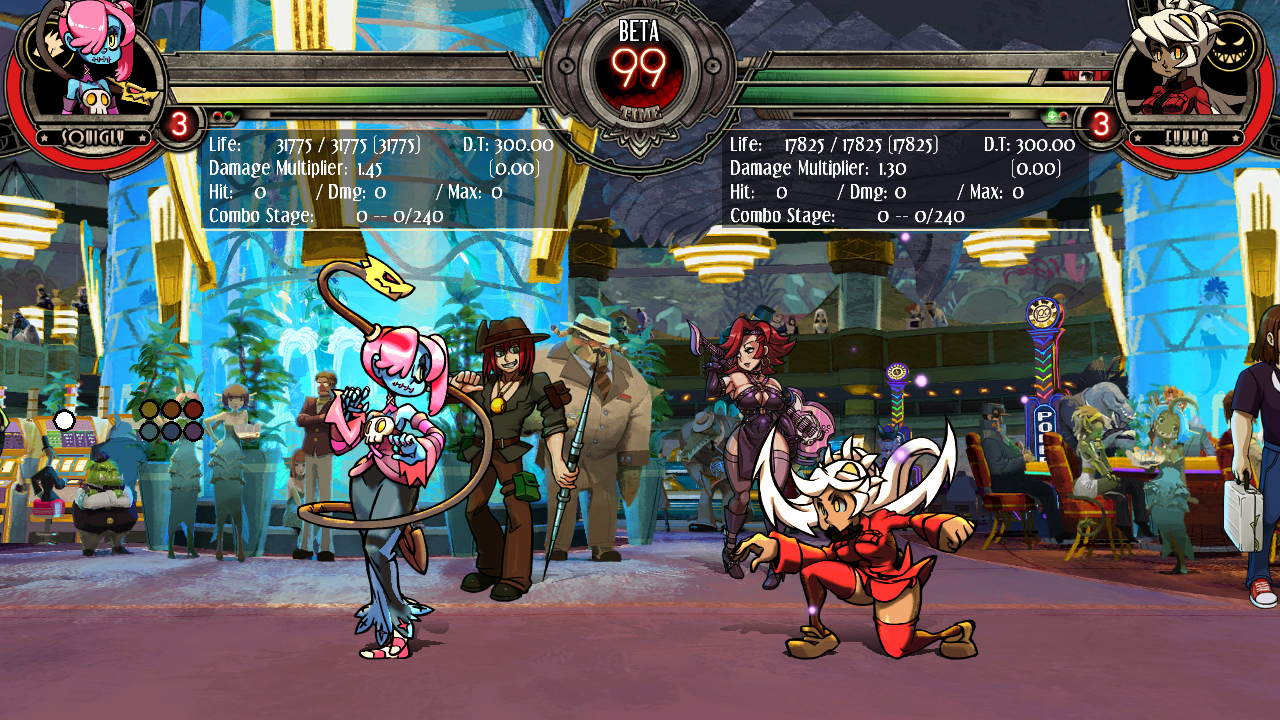 BETA
99
TIME
SQUIGLY
3
3
FUKUA
Life: 31775 / 31775 (31775) D.T: 300.00
Damage Multiplier: 1.45 (0.00)
Hit: 0 / Dmg: 0 / Max: 0
Combo Stage: 0 -- 0/240
Life: 17825 / 17825 (17825) D.T: 300.00
Damage Multiplier: 1.30 (0.00)
Hit: 0 / Dmg: 0 / Max: 0
Combo Stage: 0 -- 0/240